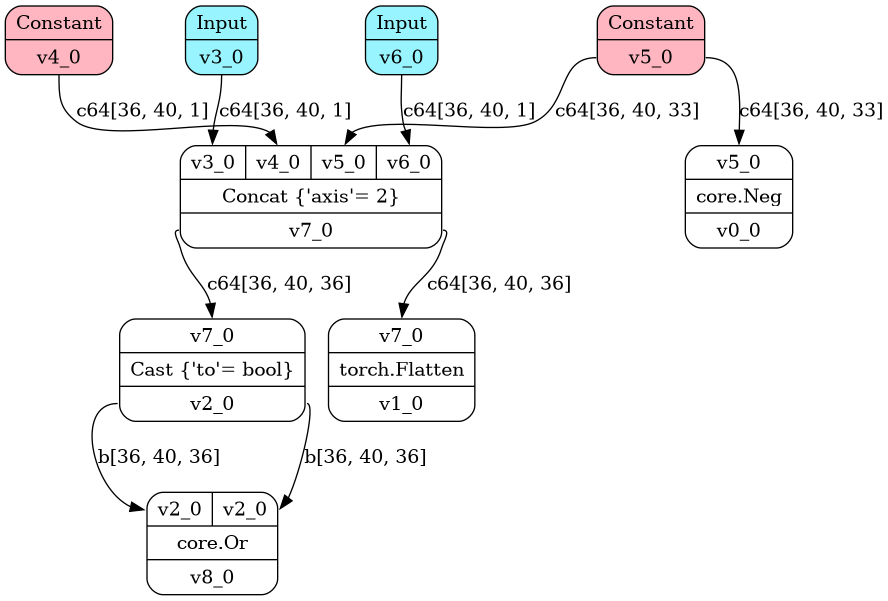 Constant
v4_0
Input
v3_0
Input
v6_0
Constant
v5_0
c64[36, 40, 1]
c64[36, 40, 1]
c64[36, 40, 1]
c64[36, 40, 33]
c64[36, 40, 33]
v3_0 v4_0 v5_0 v6_0
Concat {'axis'= 2}
v7_0
v5_0
core.Neg
v0_0
c64[36, 40, 36]
c64[36, 40, 36]
v7_0
Cast {'to'= bool}
v2_0
v7_0
torch.Flatten
v1_0
b[36, 40, 36]
b[36, 40, 36]
v2_0 v2_0
core.Or
v8_0